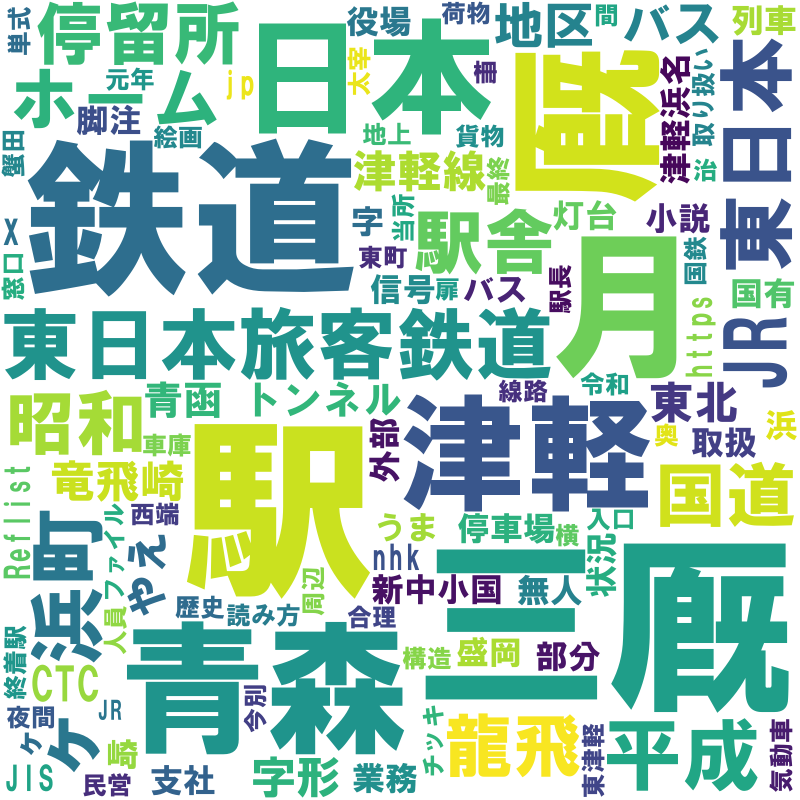 単式
停留所
役場
荷物
地区
間
バス
列車
ホーム
元年
jp
日本
太宰
菅
厩
津軽浜名
取り扱い
東日本
脚注
絵画
地上
貨物
蟹田
鉄道
津軽線
最終
治
x
字
当所
駅舎
灯台
小説
東町
窓口
信号
扉
バス
駅長
月
国鉄
国有
東日本旅客鉄道
https
JR
昭和
青函
トンネル
線路
令和
東北
浜
車庫
駅
外部
津軽
奥
取扱
竜飛崎
国道
Reflist
浜町
ファイル
西端
やえ
うま
停車場
横
入口
nhk
三
状況
厩
新中小国
無人
人員
歴史
読み方
周辺
合理
終着駅
青森
構造
盛岡
部分
CTC
夜間
JR
今別
ケ
ヶ
崎
チツキ
龍飛
東津軽
平成
気動車
JIS
民営
支社
字形
業務